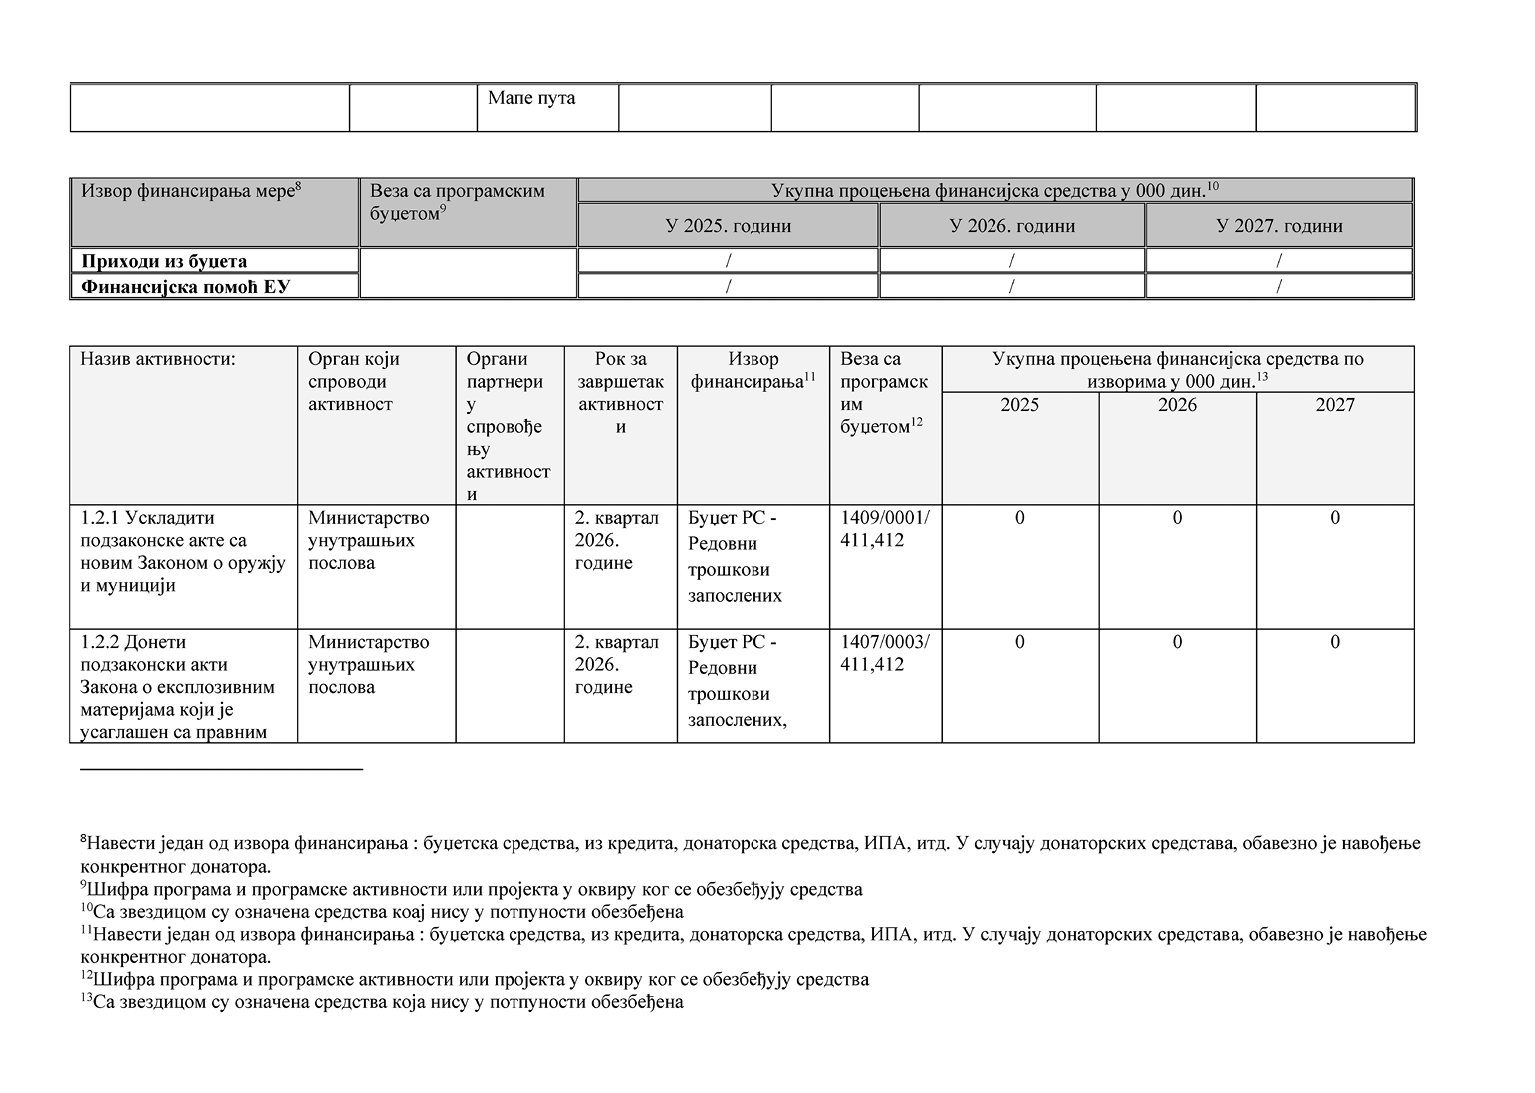 Мапе пута
Извор финансирања мере8
Веза са програмским
буџетом9
Укупна процењена финансијска средства у 000 дин.10
У 2025. години
У 2026. години
У 2027. години
Приходи из буџета
/
/
/
Финансијска помоћ ЕУ
/
/
/
Назив активности:
Орган који
спроводи
активност
Органи
партнери
у
спровође
њу
активност
и
Рок за
завршетак
активност
и
Извор
финансирања11
Веза са
програмск
им
буџетом12
Укупна процењена финансијска средства по
изворима у 000 дин.13
2025
2026
2027
1.2.1 Ускладити
подзаконске акте са
новим Законом о оружју
и муницији
Министарство
унутрашњих
послова
2. квартал
2026.
године
Буџет РС -
Редовни
трошкови
запослених
1409/0001/
411,412
0
0
0
1.2.2 Донети
подзаконски акти
Закона о експлозивним
материјама који је
усаглашен са правним
Министарство
унутрашњих
послова
2. квартал
2026.
године
Буџет РС -
Редовни
трошкови
запослених,
1407/0003/
411,412
0
0
0
8Навести један од извора финансирања : буџетска средства, из кредита, донаторска средства, ИПА, итд. У случају донаторских средстава, обавезно је навођење
конкретног донатора.
9Шифра програма и програмске активности или пројекта у оквиру ког се обезбеђују средства
10Са звездицом су означена средства коај нису у потпуности обезбеђена
11Навести један од извора финансирања : буџетска средства, из кредита, донаторска средства, ИПА, итд. У случају донаторских средстава, обавезно је навођење
конкретног донатора.
12Шифра програма и програмске активности или пројекта у оквиру ког се обезбеђују средства
13Са звездицом су означена средства која нису у потпуности обезбеђена